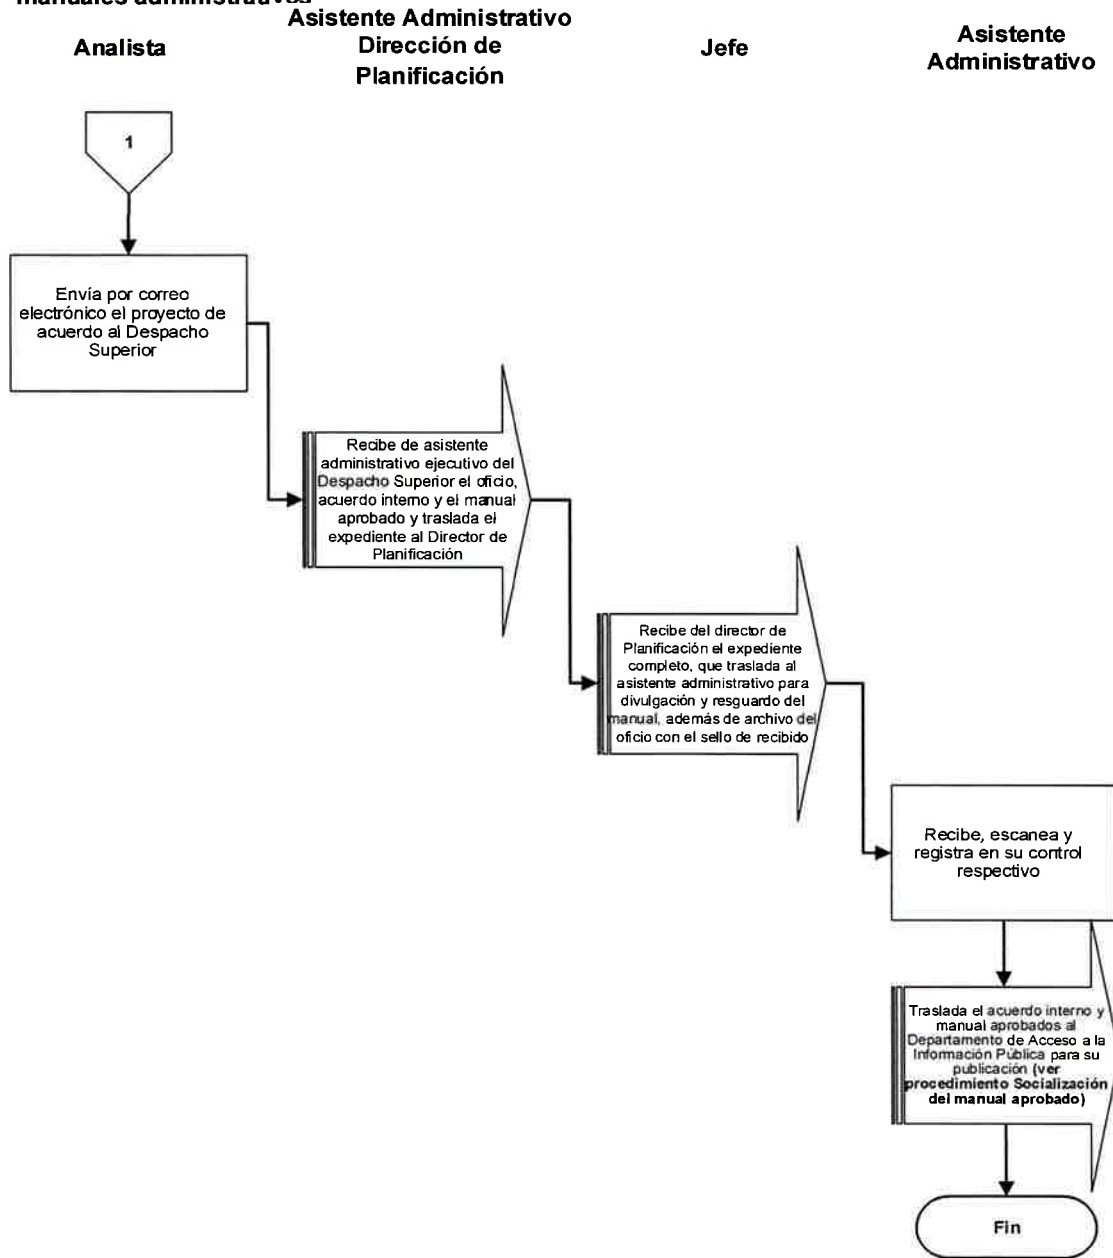 manuales administrativos
Analista
Asistente Administrativo
Dirección de
Planificación
Jefe
Asistente
Administrativo
1
Envía por correo
electrónico el proyecto de
acuerdo al Despacho
Superior
Recibe de asistente
administrativo ejecutivo del
Despacho Superior el oficio,
acuerdo interno y el manual
aprobado y traslada el
expediente al Director de
Planificación
Recibe del director de
Planificación el expediente
completo, que traslada al
asistente administrativo para
divulgación y resguardo del
manual, además de archivo del
oficio con el sello de recibido
Recibe, escanea y
registra en su control
respectivo
Traslada el acuerdo interno y
manual aprobados al
Departamento de Acceso a la
Información Pública para su
publicación (ver
procedimiento Socialización
del manual aprobado)
Fin